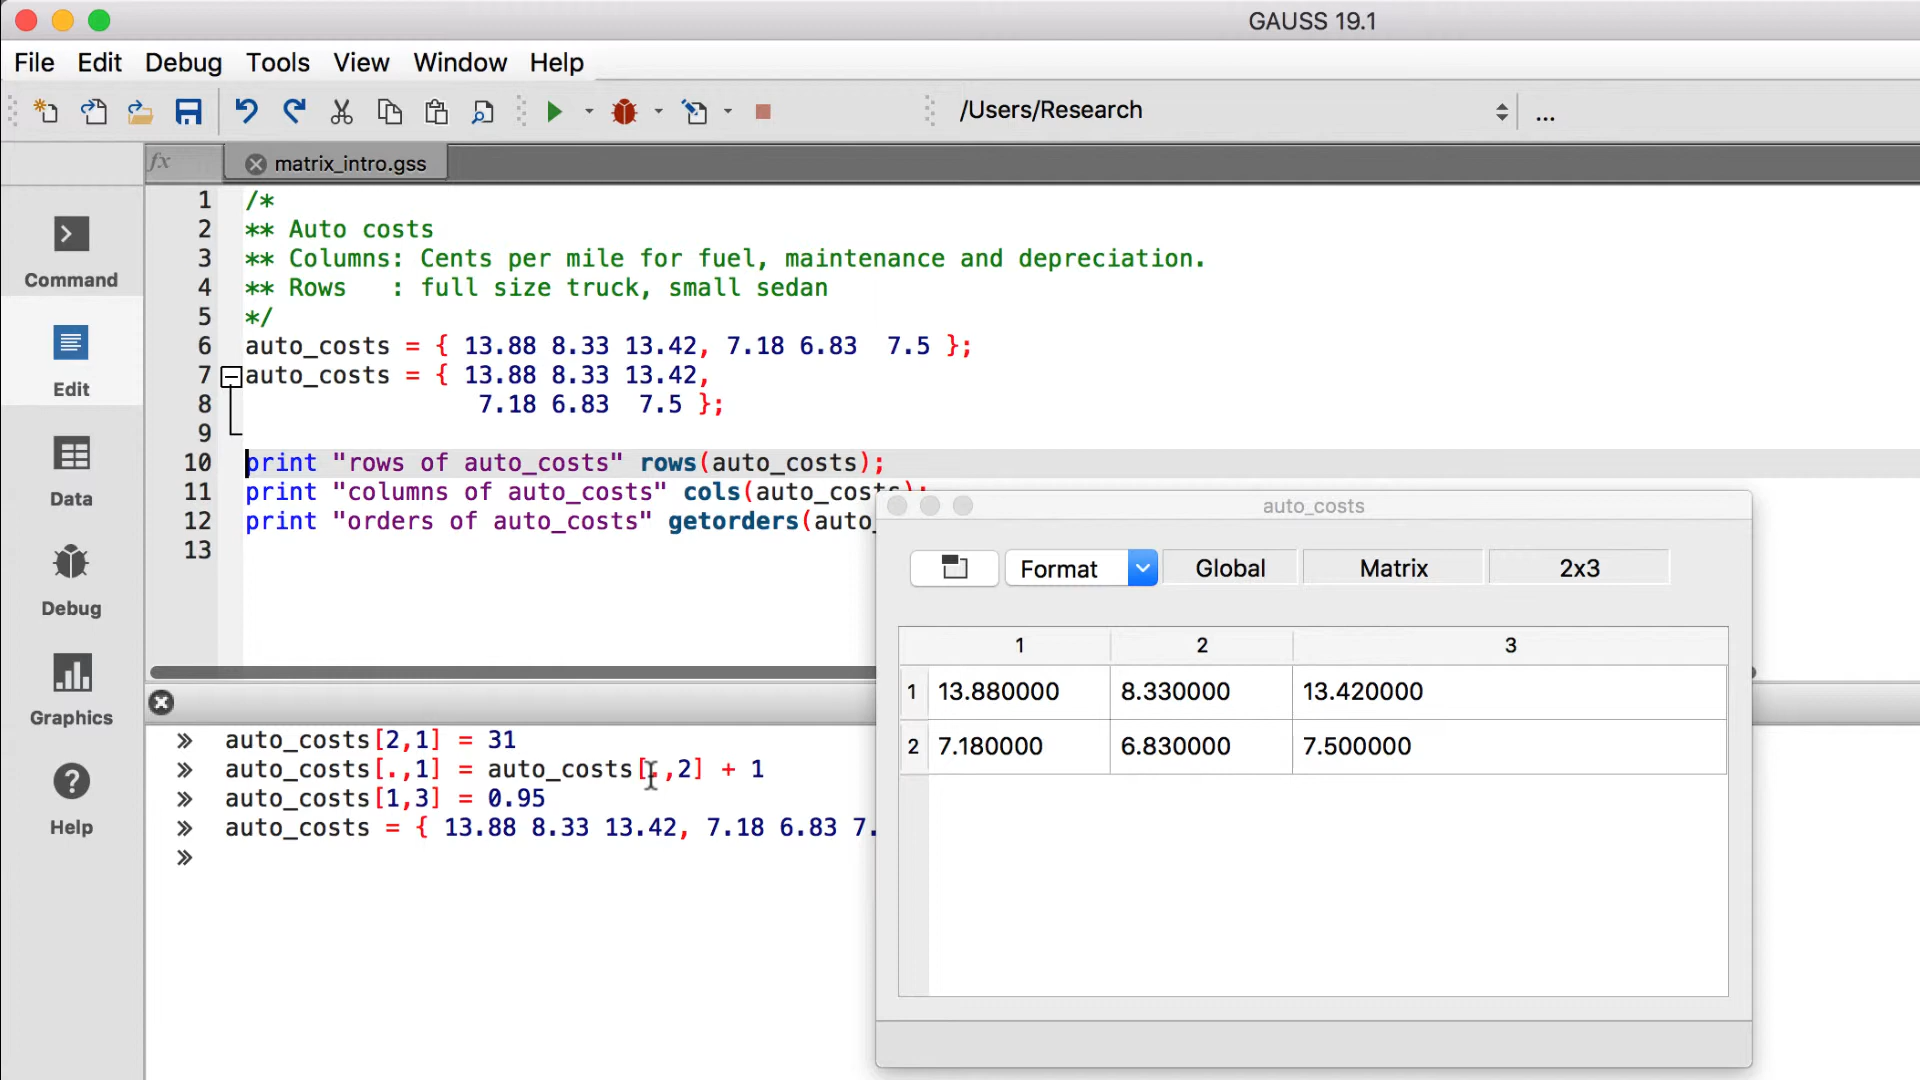 GAUSS 19.1
File Edit Debug Tools View Window Help
/Users/Research ...
fx matrix_intro.gss
1 /*
2 ** Auto costs
3 ** Columns: Cents per mile for fuel, maintenance and depreciation.
4 ** Rows   : full size truck, small sedan
5 */
6 auto_costs = { 13.88 8.33 13.42, 7.18 6.83  7.5 };
7 auto_costs = { 13.88 8.33 13.42,
8                7.18 6.83  7.5 };
9
10 print "rows of auto_costs" rows(auto_costs);
11 print "columns of auto_costs" cols(auto_costs);
12 print "orders of auto_costs" getorders(auto_
13
Command
Edit
Data
Debug
Graphics
Help
auto_costs
Format Global Matrix 2x3
1 2 3
1 13.880000 8.330000 13.420000
2 7.180000 6.830000 7.500000
» auto_costs[2,1] = 31
» auto_costs[.,1] = auto_costs[.,2] + 1
» auto_costs[1,3] = 0.95
» auto_costs = { 13.88 8.33 13.42, 7.18 6.83 7.
»